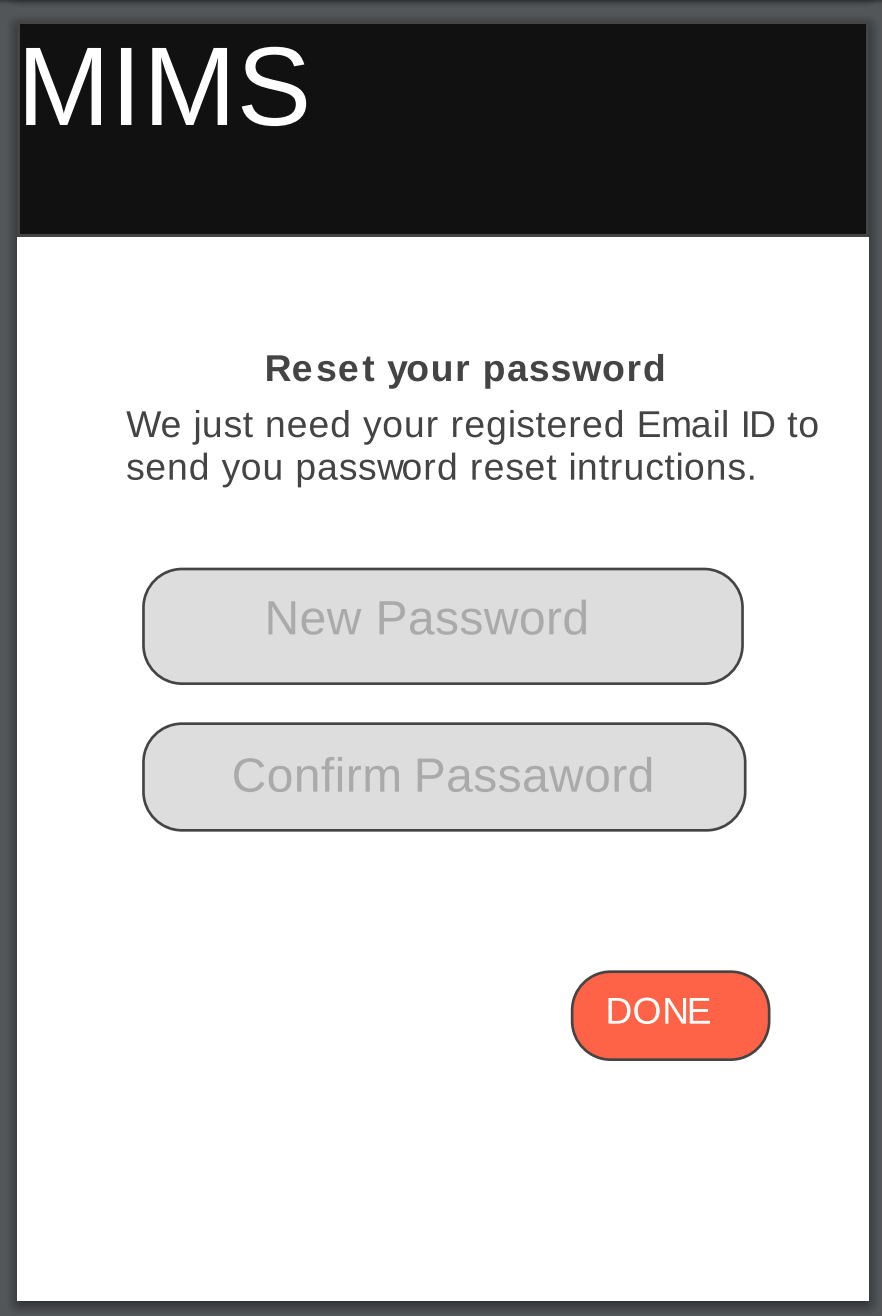 MIMS
Reset your password
We just need your registered Email ID to
send you password reset intructions.
New Password
Confirm Passaword
DONE